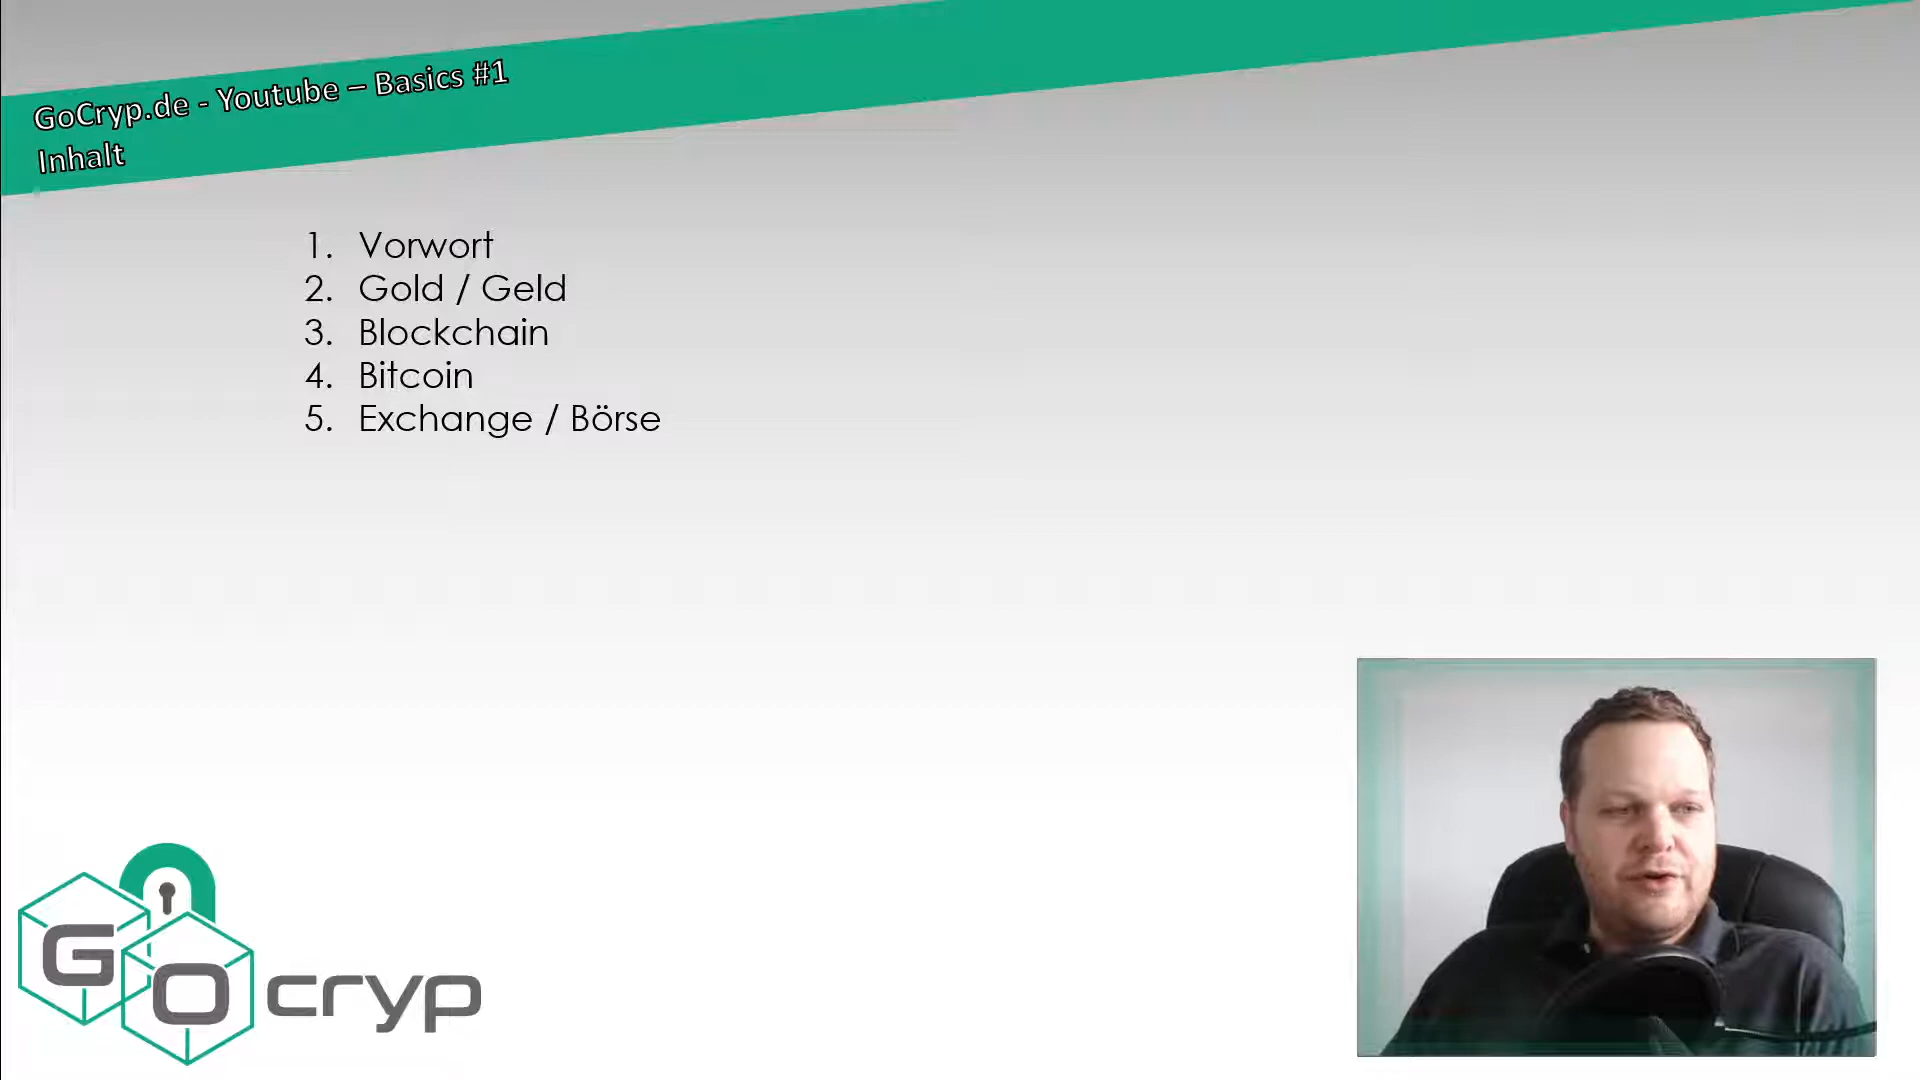 GoCryp.de - Youtube – Basics #1
Inhalt
1. Vorwort
2. Gold / Geld
3. Blockchain
4. Bitcoin
5. Exchange / Börse
GO cryp